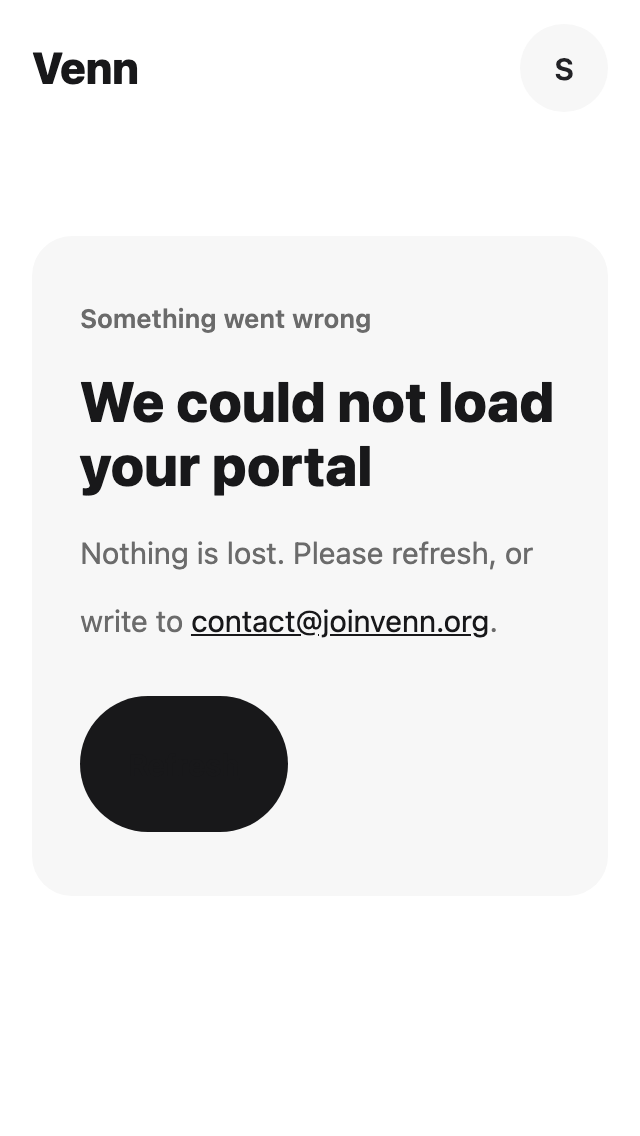 Venn
S
Something went wrong
We could not load
your portal
Nothing is lost. Please refresh, or
write to contact@joinvenn.org.